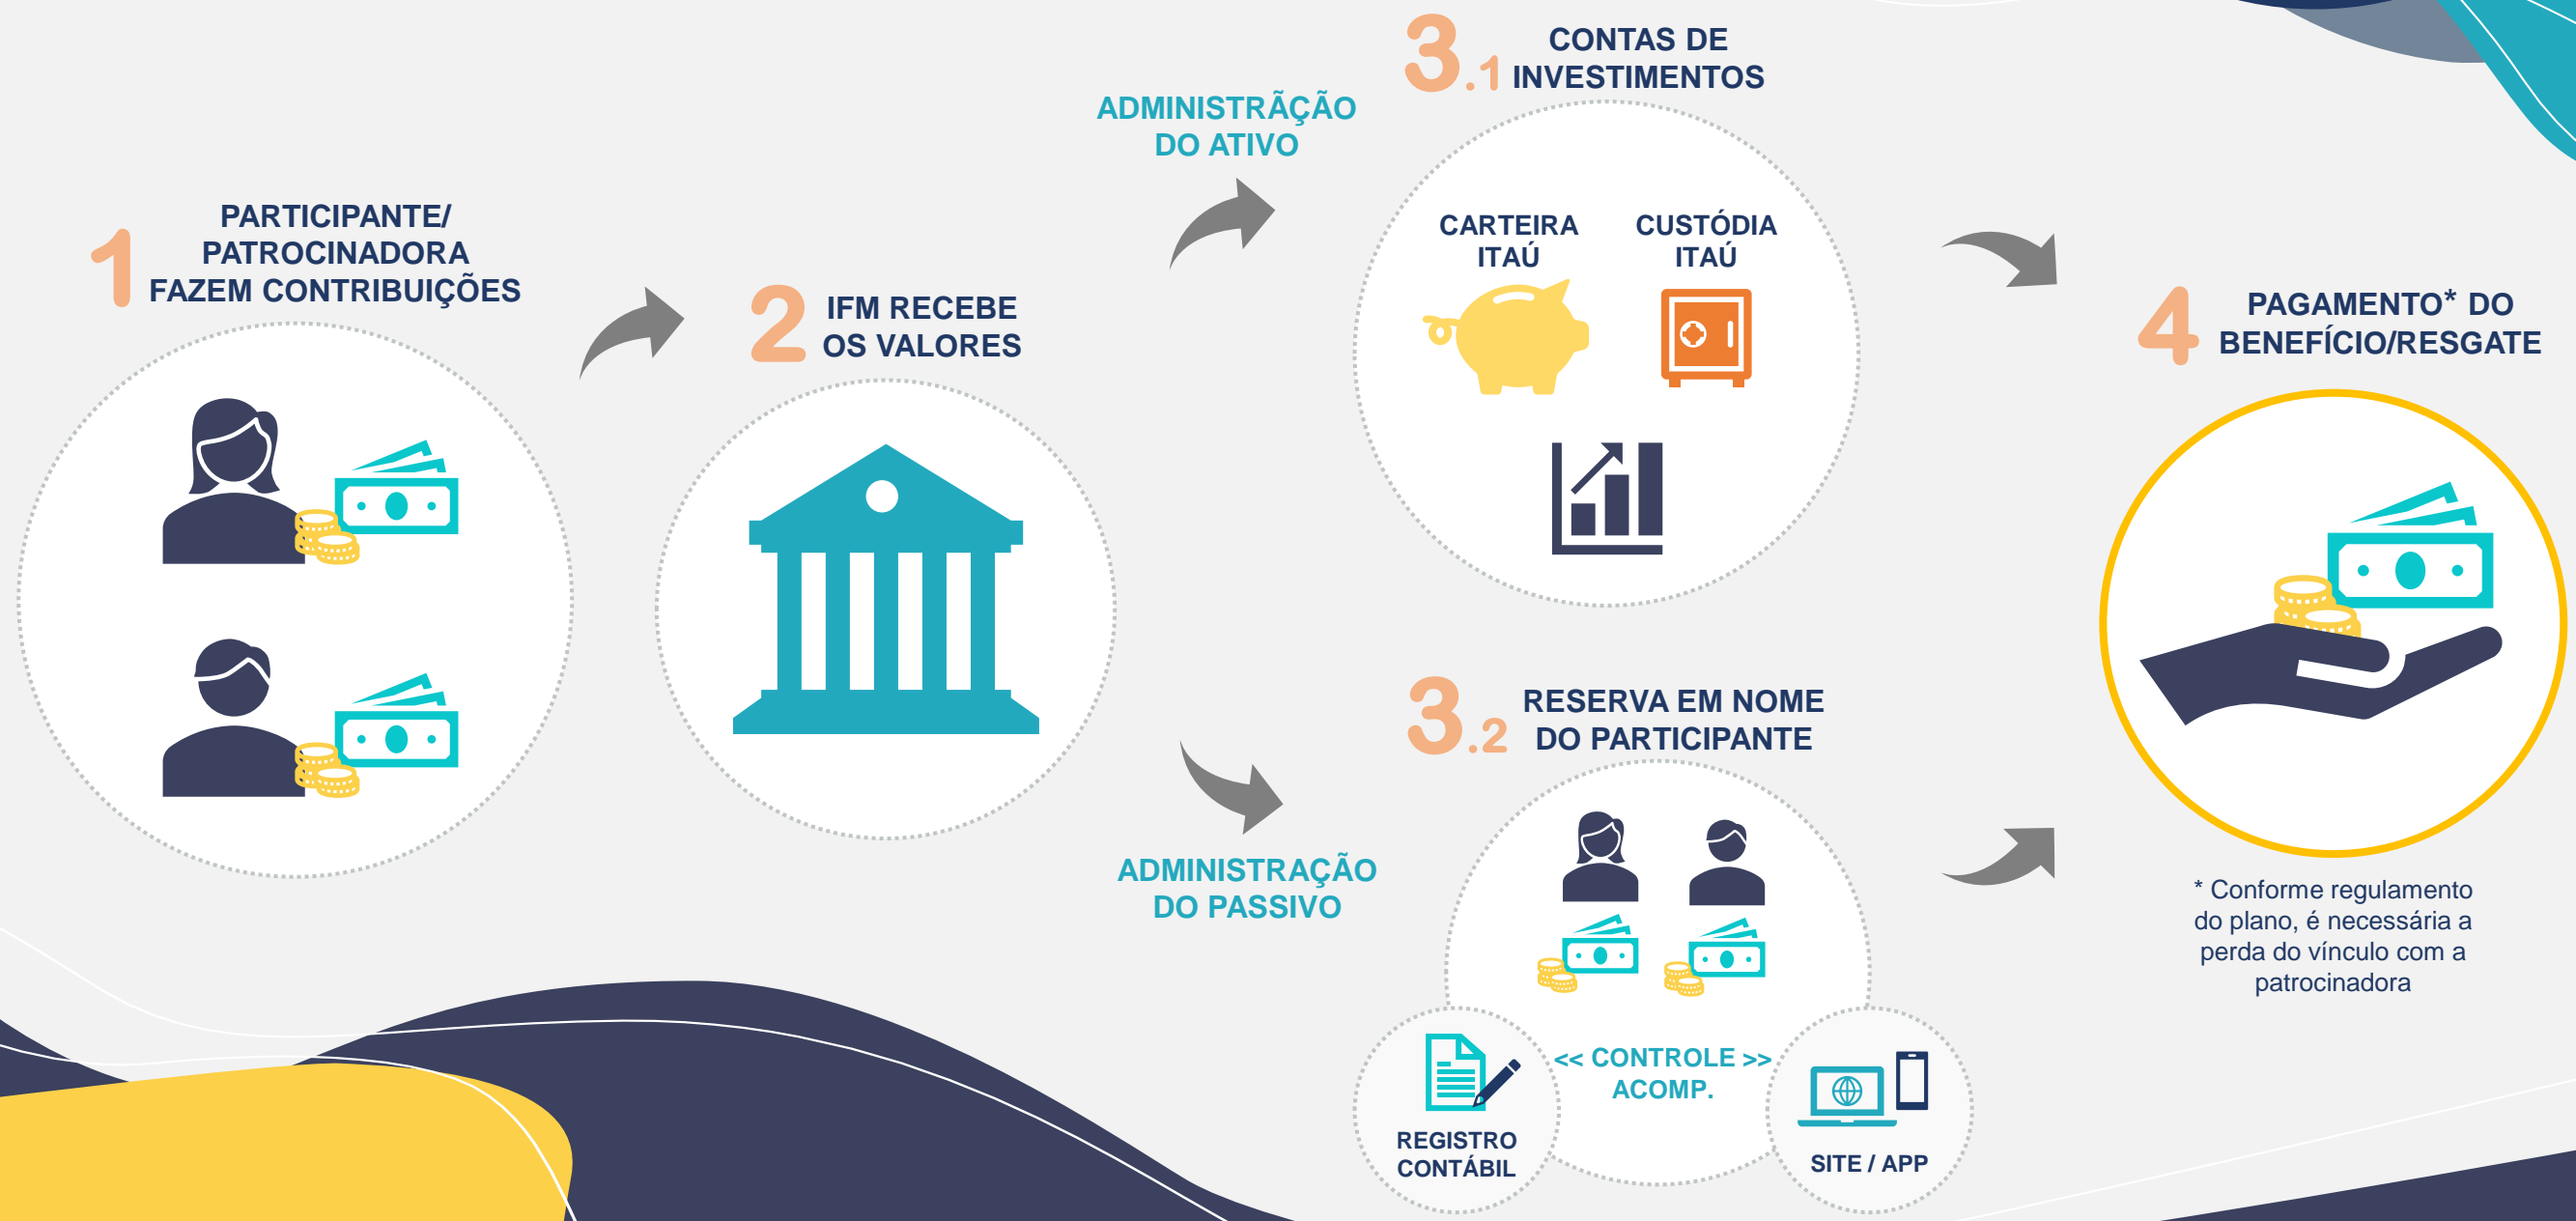 1
PARTICIPANTE/
PATROCINADORA
FAZEM CONTRIBUIÇÕES
2
IFM RECEBE
OS VALORES
ADMINISTRÃÇÃO
DO ATIVO
3.1
CONTAS DE
INVESTIMENTOS
CARTEIRA
ITAÚ
CUSTÓDIA
ITAÚ
ADMINISTRAÇÃO
DO PASSIVO
3.2
RESERVA EM NOME
DO PARTICIPANTE
<< CONTROLE >>
ACOMP.
REGISTRO
CONTÁBIL
SITE / APP
4
PAGAMENTO* DO
BENEFÍCIO/RESGATE
* Conforme regulamento
do plano, é necessária a
perda do vínculo com a
patrocinadora